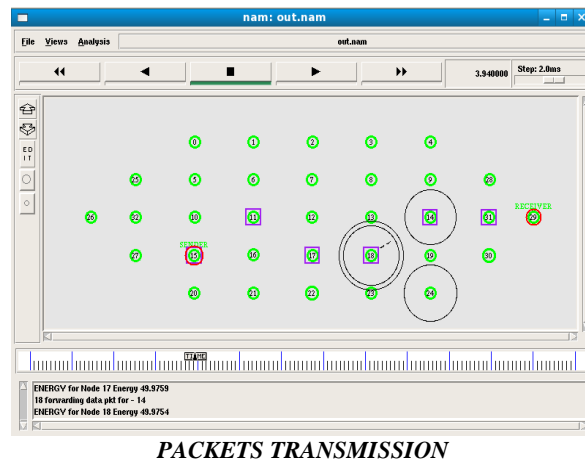 nam: out.nam
File Views Analysis out.nam
3.940000 Step: 2.0ms
ED
IT
0 1 2 3 4
25 5 6 7 8 9 28
RECEIVER
26 32 10 11 12 13 14 31 29
SENDER
27 15 16 17 18 19 30
20 21 22 23 24
TIME
ENERGY for Node 17 Energy 49.9759
18 forwarding data pkt for - 14
ENERGY for Node 18 Energy 49.9754
PACKETS TRANSMISSION